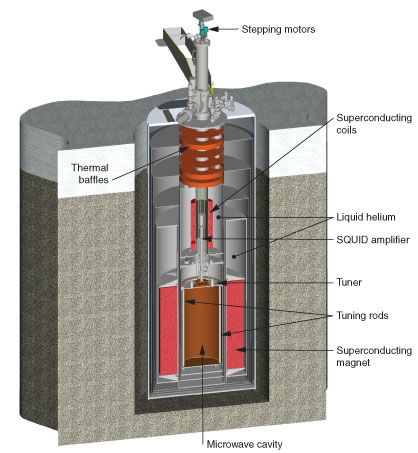 Stepping motors
Superconducting
coils
Thermal
baffles
Liquid helium
SQUID amplifier
Tuner
Tuning rods
Superconducting
magnet
Microwave cavity